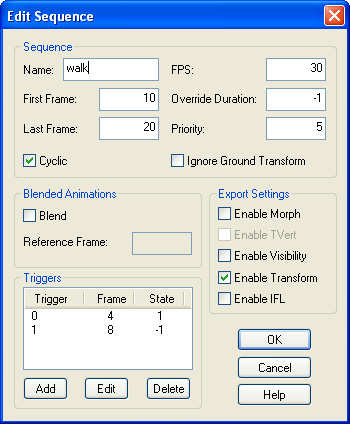 Edit Sequence
Sequence
Name: walk FPS: 30
First Frame: 10 Override Duration: -1
Last Frame: 20 Priority: 5
Cyclic Ignore Ground Transform
Blended Animations
Blend
Reference Frame:
Export Settings
Enable Morph
Enable TVert
Enable Visibility
Enable Transform
Enable IFL
Triggers
Trigger Frame State
0 4 1
1 8 -1
Add Edit Delete
OK
Cancel
Help